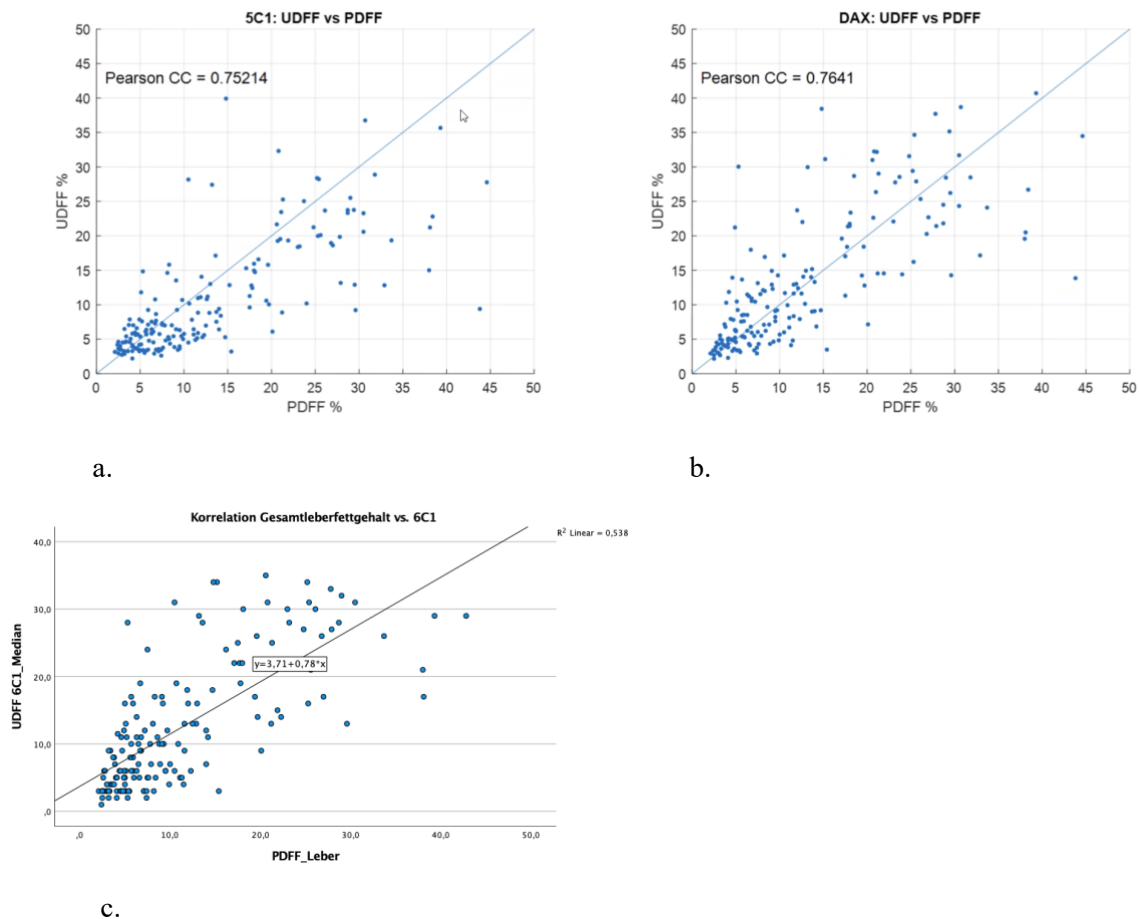 5C1: UDFF vs PDFF
50
45
40
35
30
25
20
15
10
5
0
UDFF %
Pearson CC = 0.75214
0 5 10 15 20 25 30 35 40 45 50
PDFF %
a.
DAX: UDFF vs PDFF
50
45
40
35
30
25
20
15
10
5
0
UDFF %
Pearson CC = 0.7641
0 5 10 15 20 25 30 35 40 45 50
PDFF %
b.
Korrelation Gesamtleberfettgehalt vs. 6C1
R² Linear = 0,538
40,0
30,0
20,0
10,0
,0
UDFF 6C1_Median
y=3,71+0,78*x
,0 10,0 20,0 30,0 40,0 50,0
PDFF_Leber
c.